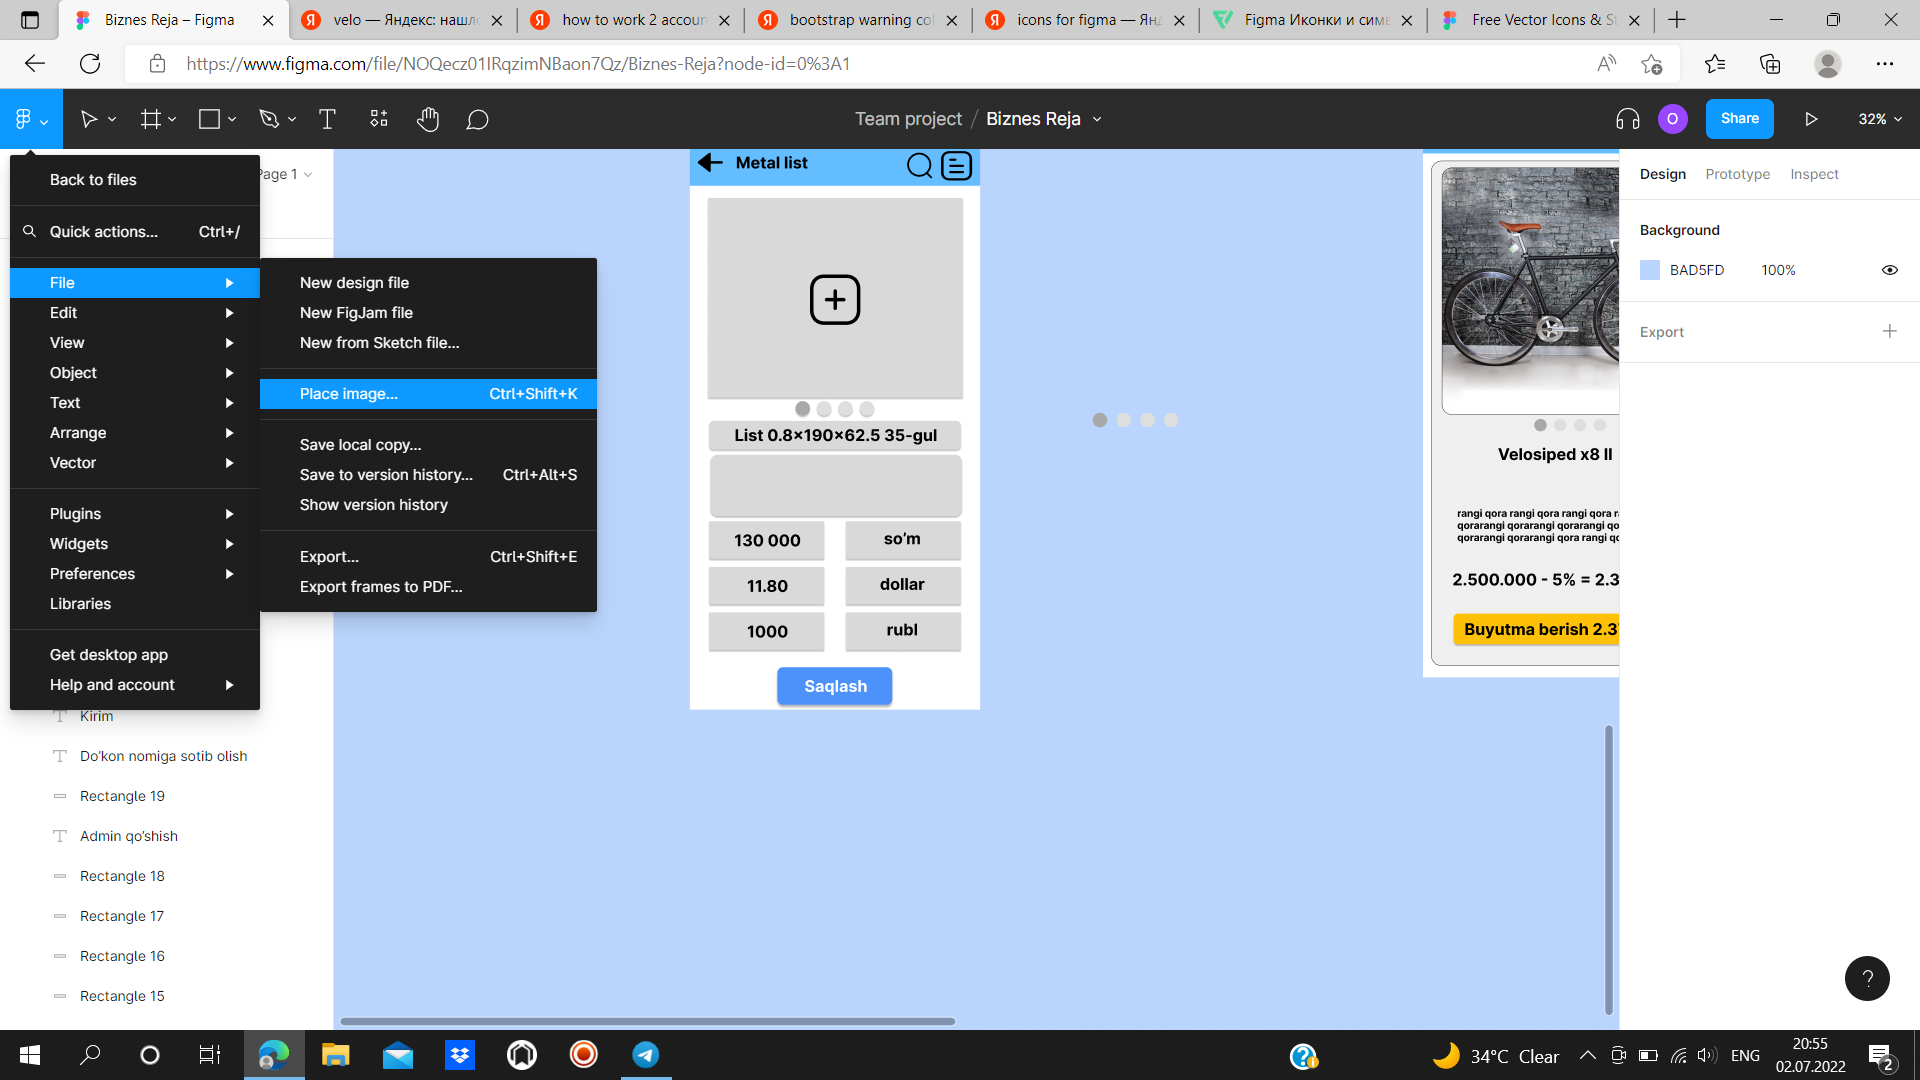 Biznes Reja – Figma
velo — Яндекс: нашл
how to work 2 accoun
bootstrap warning co
icons for figma — Ян
Figma Иконки и сим
Free Vector Icons & S
https://www.figma.com/file/NOQecz01IRqzimNBaon7Qz/Biznes-Reja?node-id=0%3A1
Team project / Biznes Reja
O
Share
32%
Back to files
Page 1
Quick actions... Ctrl+/
File
Edit
View
Object
Text
Arrange
Vector
Plugins
Widgets
Preferences
Libraries
Get desktop app
Help and account
New design file
New FigJam file
New from Sketch file...
Place image... Ctrl+Shift+K
Save local copy...
Save to version history... Ctrl+Alt+S
Show version history
Export... Ctrl+Shift+E
Export frames to PDF...
Kirim
Do‘kon nomiga sotib olish
Rectangle 19
Admin qo‘shish
Rectangle 18
Rectangle 17
Rectangle 16
Rectangle 15
Metal list
List 0.8×190×62.5 35-gul
130 000 so‘m
11.80 dollar
1000 rubl
Saqlash
Velosiped x8 ll
rangi qora rangi qora rangi qora r
qorarangi qorarangi qorarangi qo
qorarangi qorarangi qora rangi qo
2.500.000 - 5% = 2.3
Buyutma berish 2.3
Design Prototype Inspect
Background
BAD5FD 100%
Export
?
34°C Clear
ENG
20:55
02.07.2022
2